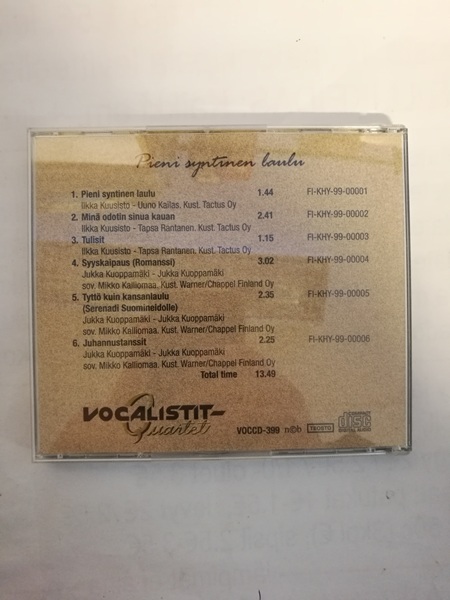 Pieni syntinen laulu
1. Pieni syntinen laulu 1.44 FI-KHY-99-00001
Ilkka Kuusisto - Uuno Kailas. Kust. Tactus Oy
2. Minä odotin sinua kauan 2.41 FI-KHY-99-00002
Ilkka Kuusisto - Tapsa Rantanen. Kust. Tactus Oy
3. Tulisit 1.15 FI-KHY-99-00003
Ilkka Kuusisto - Tapsa Rantanen. Kust. Tactus Oy
4. Syyskaipaus (Romanssi) 3.02 FI-KHY-99-00004
Jukka Kuoppamäki - Jukka Kuoppamäki
sov. Mikko Kalliomaa. Kust. Warner/Chappel Finland Oy
5. Tyttö kuin kansanlaulu 2.35 FI-KHY-99-00005
(Serenadi Suomineidolle)
Jukka Kuoppamäki - Jukka Kuoppamäki
sov. Mikko Kalliomaa. Kust. Warner/Chappel Finland Oy
6. Juhannustanssit 2.25 FI-KHY-99-00006
Jukka Kuoppamäki - Jukka Kuoppamäki
sov. Mikko Kalliomaa. Kust. Warner/Chappel Finland Oy
Total time 13.49
VOCALISTIT-
Quartet
VOCCD-399 n©b COMPACT
disc
DIGITAL AUDIO